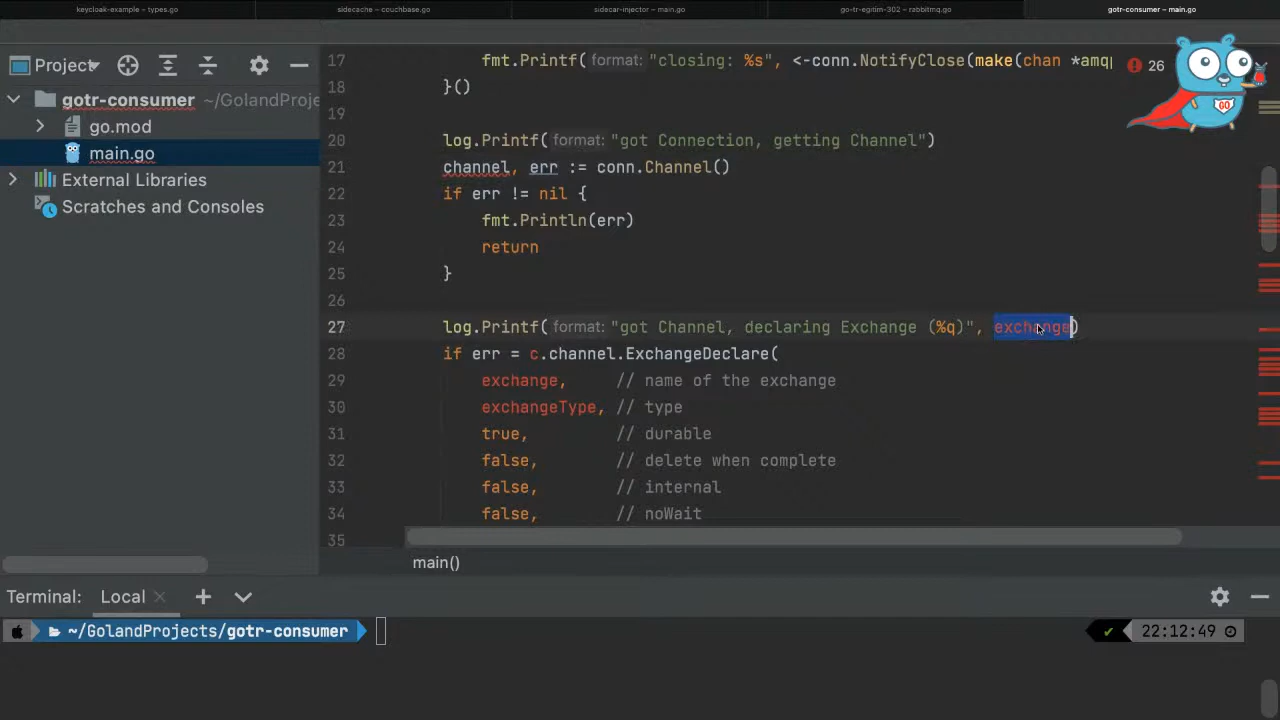 keycloak-example – types.go
sidecache – couchbase.go
sidecar-injector – main.go
go-tr-egitim-302 – rabbitmq.go
gotr-consumer – main.go
Project
gotr-consumer ~/GolandProje
go.mod
main.go
External Libraries
Scratches and Consoles
26
GO
17 fmt.Printf( format: "closing: %s", <-conn.NotifyClose(make(chan *amqp
18 }()
19
20 log.Printf( format: "got Connection, getting Channel")
21 channel, err := conn.Channel()
22 if err != nil {
23 fmt.Println(err)
24 return
25 }
26
27 log.Printf( format: "got Channel, declaring Exchange (%q)", exchange)
28 if err = c.channel.ExchangeDeclare(
29 exchange, // name of the exchange
30 exchangeType, // type
31 true, // durable
32 false, // delete when complete
33 false, // internal
34 false, // noWait
35
main()
Terminal: Local
~/GolandProjects/gotr-consumer
22:12:49